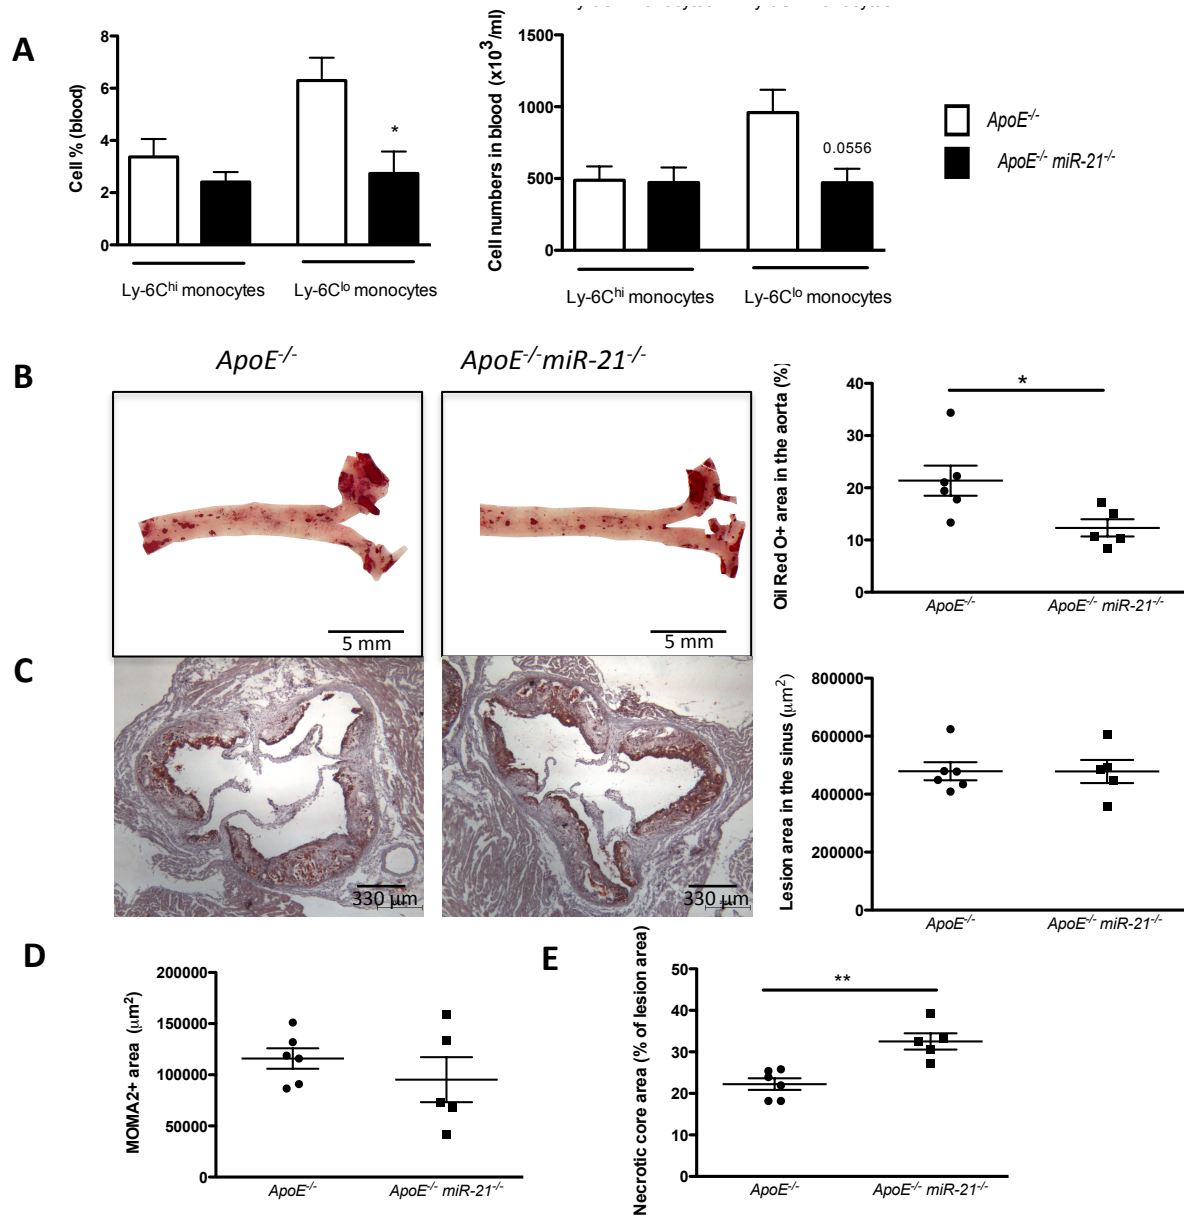 A
Cell % (blood)
8
6
4
2
0
*
Ly-6Chi monocytes
Ly-6Clo monocytes
Cell numbers in blood (x10³/ml)
1500
1000
500
0
0.0556
Ly-6Chi monocytes
Ly-6Clo monocytes
ApoE-/-
ApoE-/- miR-21-/-
B
ApoE-/-
ApoE-/-miR-21-/-
5 mm
5 mm
Oil Red O+ area in the aorta (%)
40
30
20
10
0
*
ApoE-/-
ApoE-/- miR-21-/-
C
330 µm
330 µm
Lesion area in the sinus (µm²)
800000
600000
400000
200000
0
ApoE-/-
ApoE-/- miR-21-/-
D
MOMA2+ area (µm²)
200000
150000
100000
50000
0
ApoE-/-
ApoE-/- miR-21-/-
E
Necrotic core area (% of lesion area)
50
40
30
20
10
0
**
ApoE-/-
ApoE-/- miR-21-/-